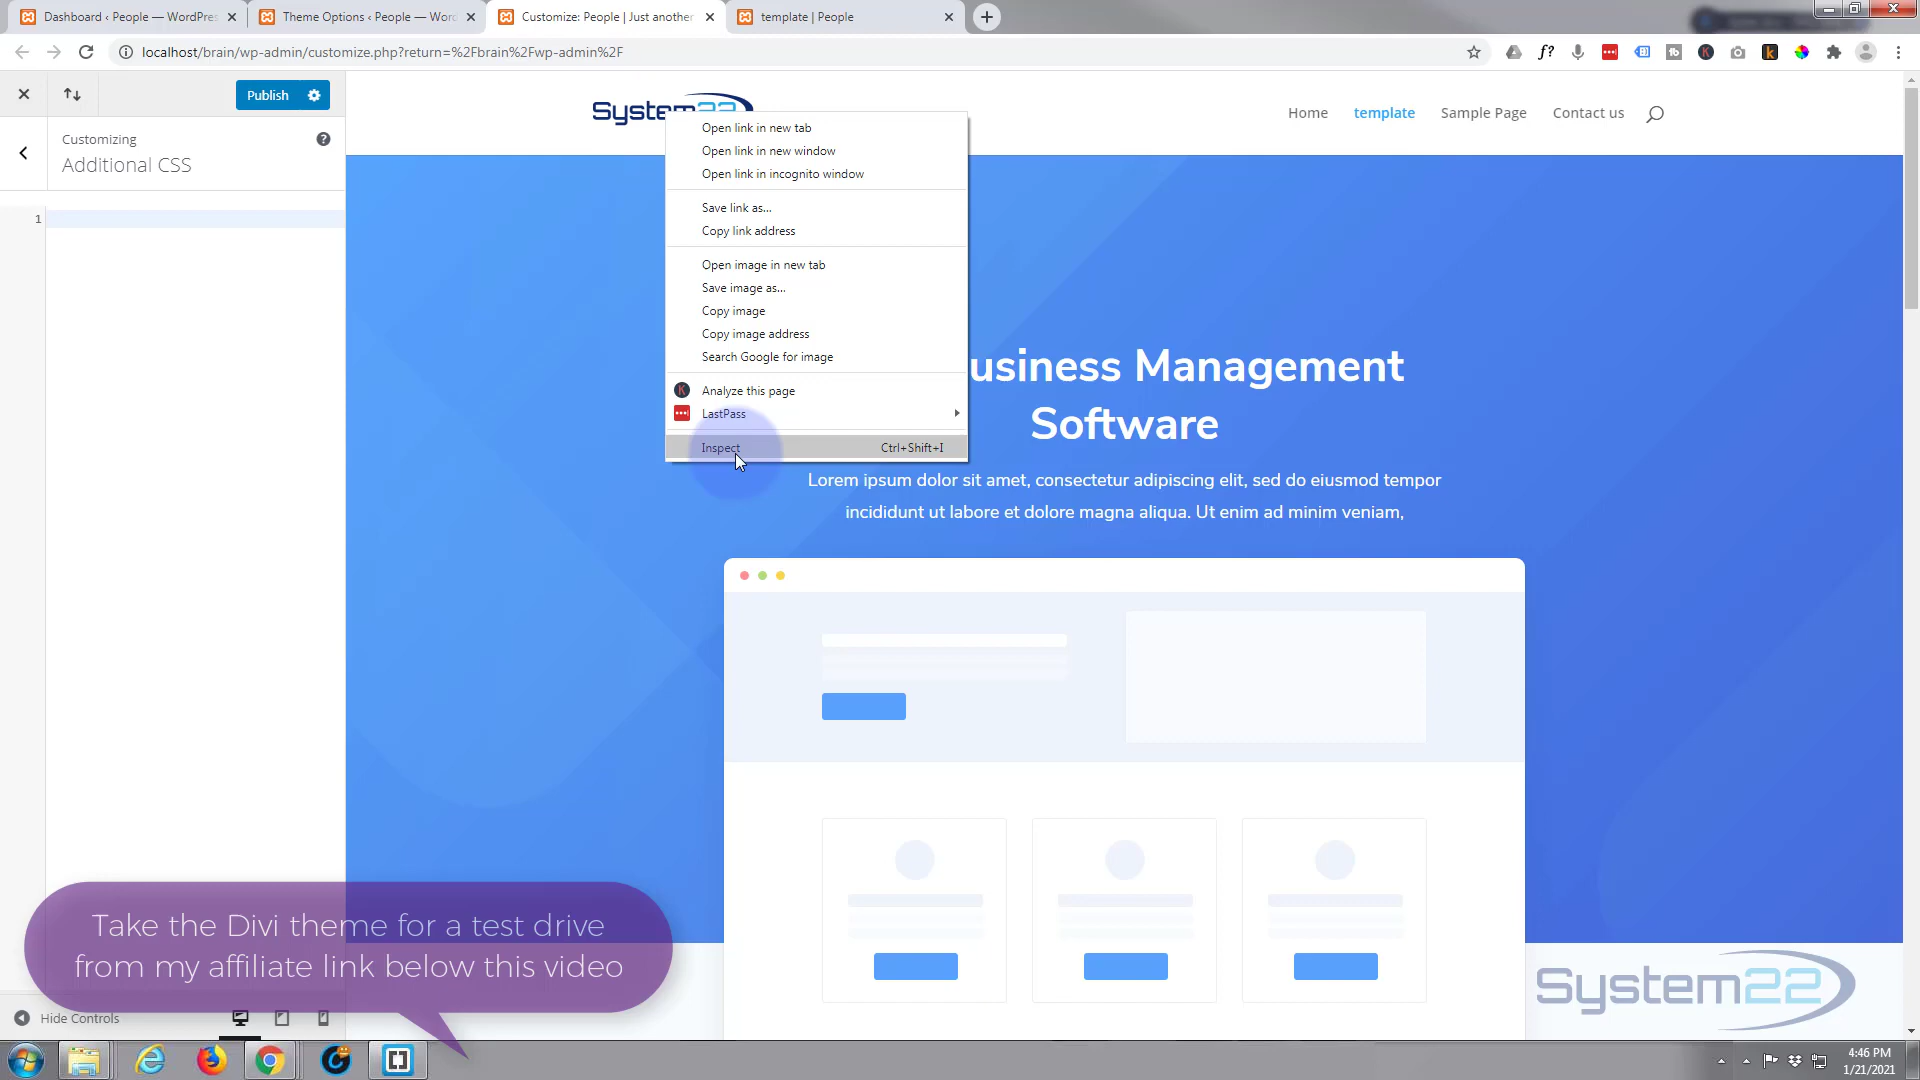 Dashboard ‹ People — WordPres
Theme Options ‹ People — Word
Customize: People | Just another
template | People
localhost/brain/wp-admin/customize.php?return=%2Fbrain%2Fwp-admin%2F
Publish
Customizing
Additional CSS
1
System22
Home
template
Sample Page
Contact us
Open link in new tab
Open link in new window
Open link in incognito window
Save link as...
Copy link address
Open image in new tab
Save image as...
Copy image
Copy image address
Search Google for image
Analyze this page
LastPass
Inspect Ctrl+Shift+I
usiness Management
Software
Lorem ipsum dolor sit amet, consectetur adipiscing elit, sed do eiusmod tempor
incididunt ut labore et dolore magna aliqua. Ut enim ad minim veniam,
Take the Divi theme for a test drive
from my affiliate link below this video
System22
Hide Controls
4:46 PM
1/21/2021